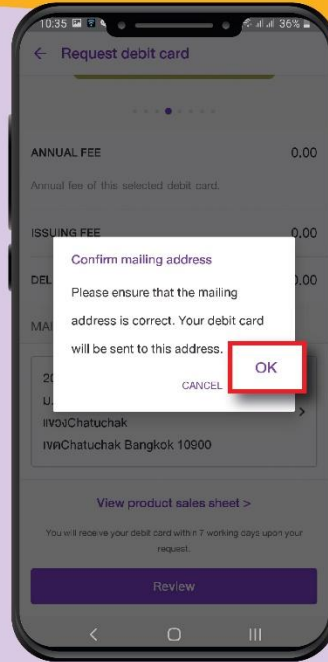 10:35
36%
Request debit card
ANNUAL FEE 0.00
Annual fee of this selected debit card.
ISSUING FEE 0.00
DEL 0.00
MAI
Confirm mailing address
Please ensure that the mailing
address is correct. Your debit card
will be sent to this address.
CANCEL
OK
20
แขวงChatuchak
เขตChatuchak Bangkok 10900
View product sales sheet >
You will receive your debit card within 7 working days upon your
request.
Review